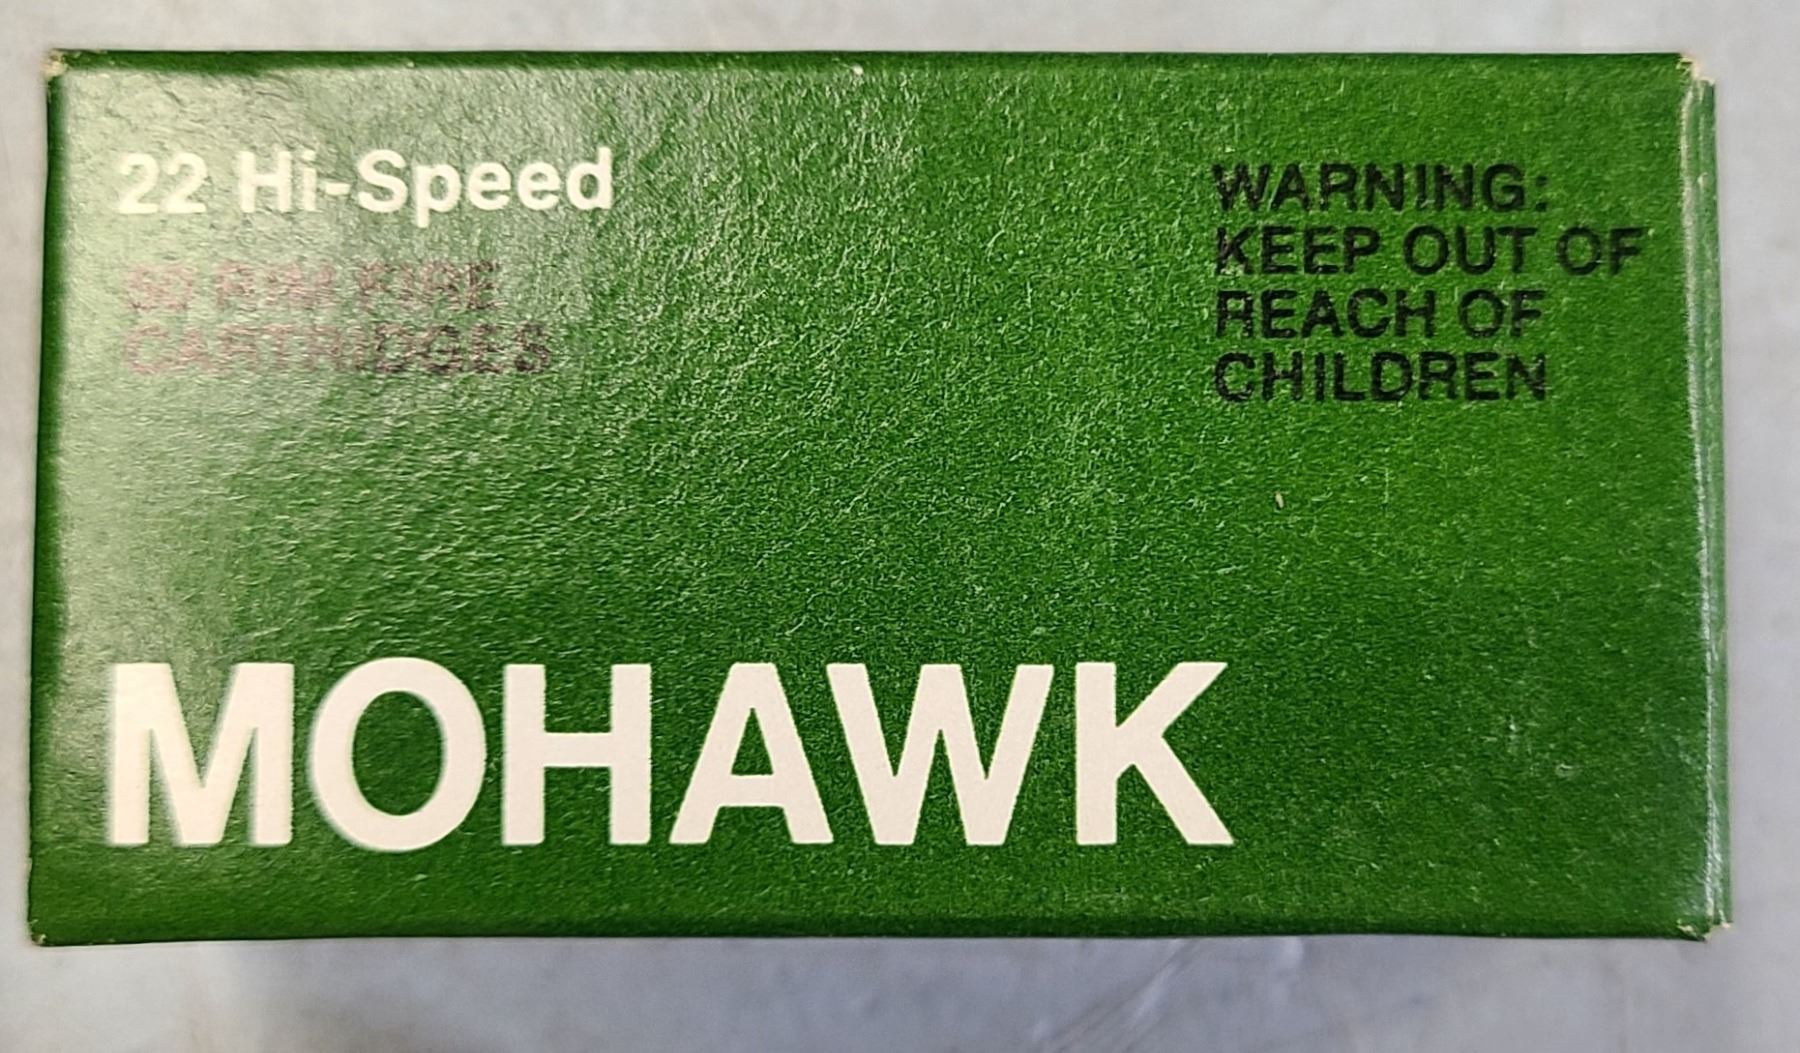 22 Hi-Speed
50 RIM FIRE
CARTRIDGES
WARNING:
KEEP OUT OF
REACH OF
CHILDREN
MOHAWK